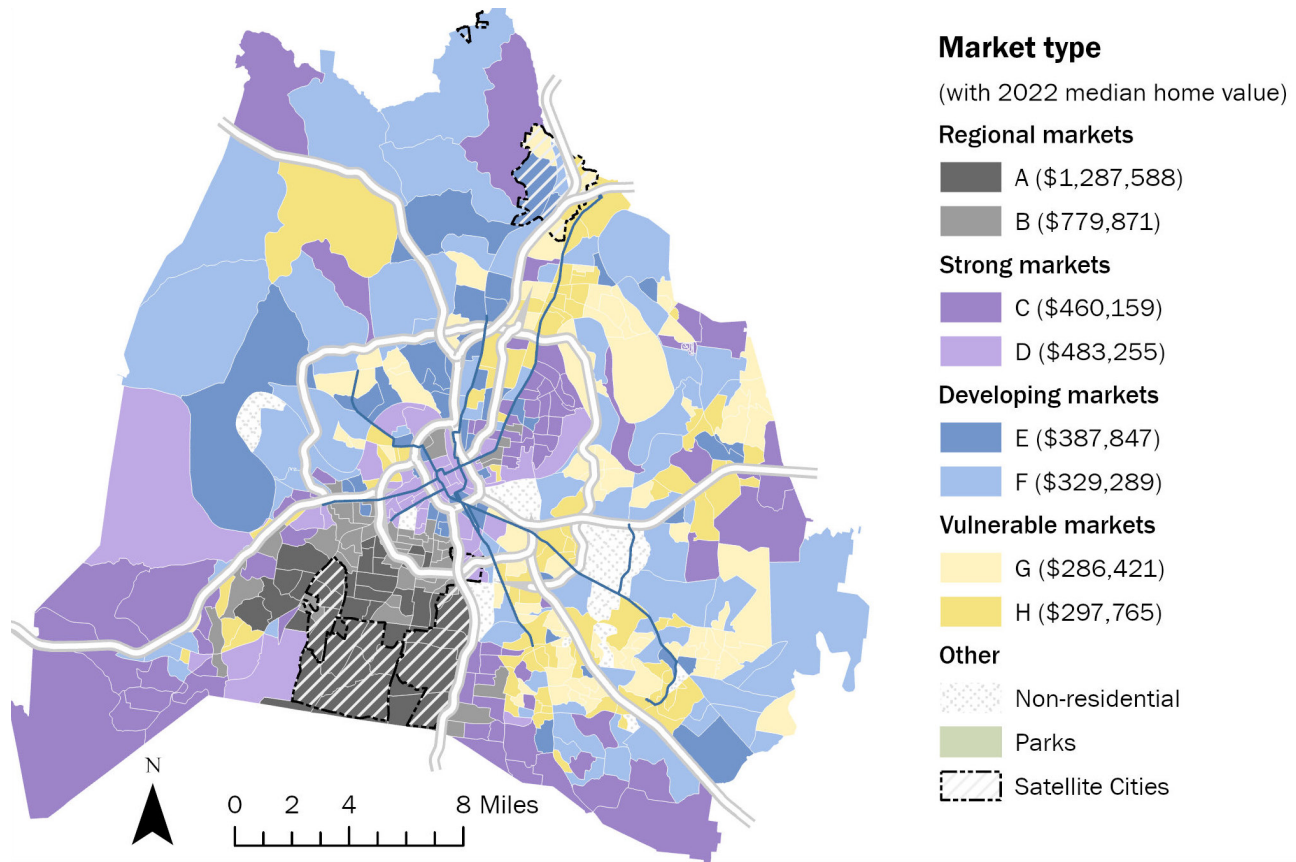 Market type
(with 2022 median home value)
Regional markets
A ($1,287,588)
B ($779,871)
Strong markets
C ($460,159)
D ($483,255)
Developing markets
E ($387,847)
F ($329,289)
Vulnerable markets
G ($286,421)
H ($297,765)
Other
Non-residential
Parks
Satellite Cities
N
0 2 4 8 Miles